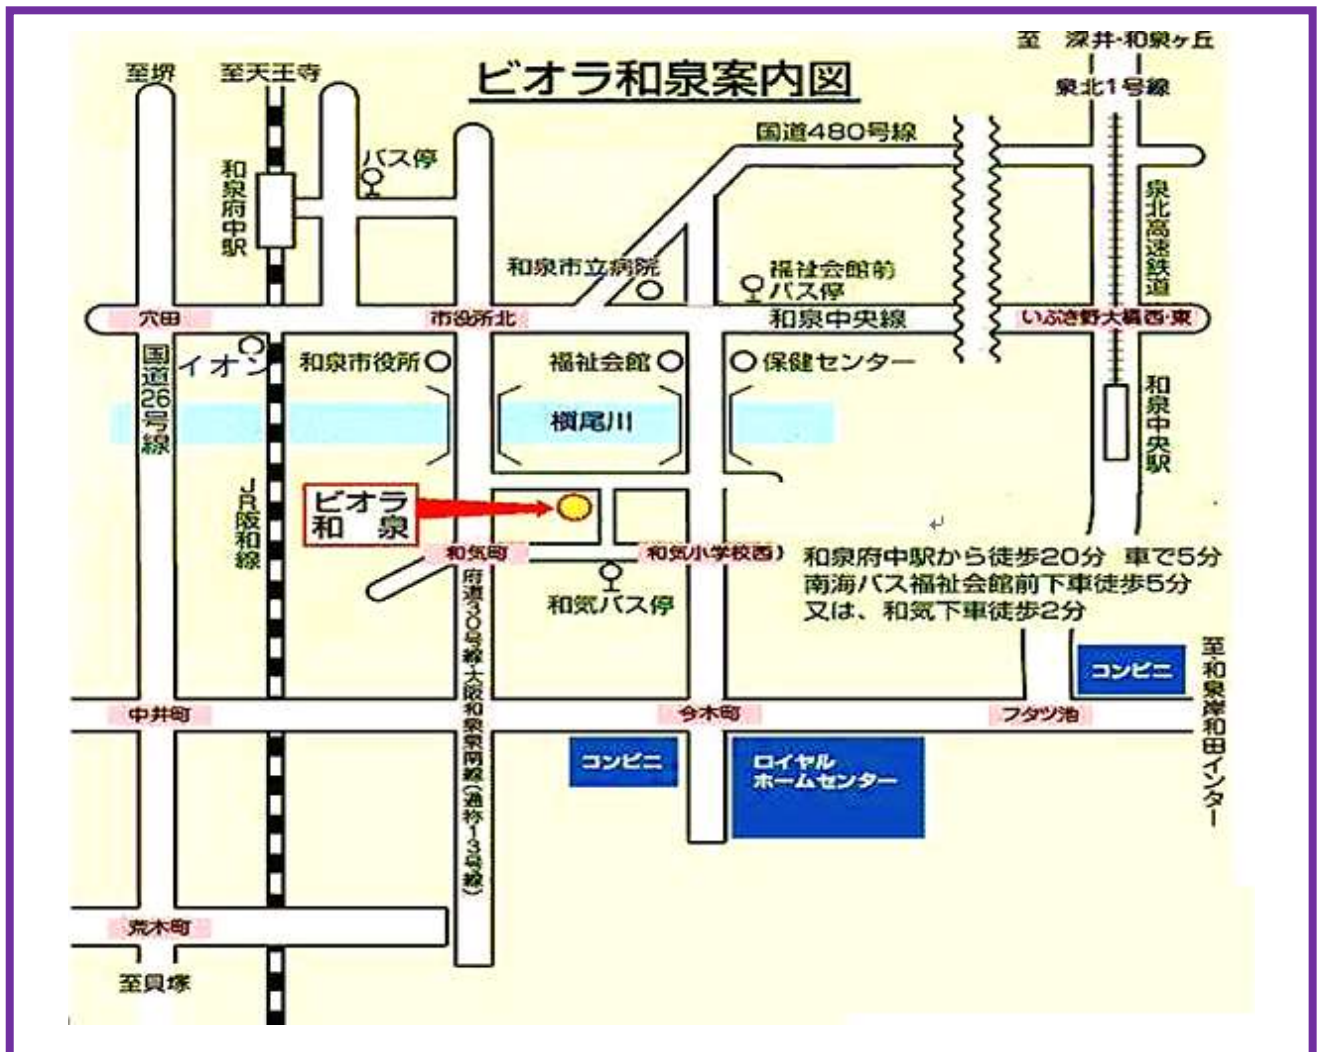 至 深井・和泉ヶ丘
至堺
至天王寺
ビオラ和泉案内図
泉北1号線
国道480号線
バス停
和泉府中駅
泉北高速鉄道
和泉市立病院
福祉会館前
バス停
穴田
市役所北
和泉中央線
いぶき野大橋西・東
国道26号線
イオン
和泉市役所
福祉会館
保健センター
和泉中央駅
槇尾川
JR阪和線
ビオラ
和 泉
和気町
和気小学校西)
和泉府中駅から徒歩20分 車で5分
南海バス福祉会館前下車徒歩5分
又は、和気下車徒歩2分
和気バス停
府道30号線・大阪和泉泉南線(通称13号線)
コンビニ
至・和泉岸和田インター
中井町
今木町
フタツ池
コンビニ
ロイヤル
ホームセンター
荒木町
至貝塚